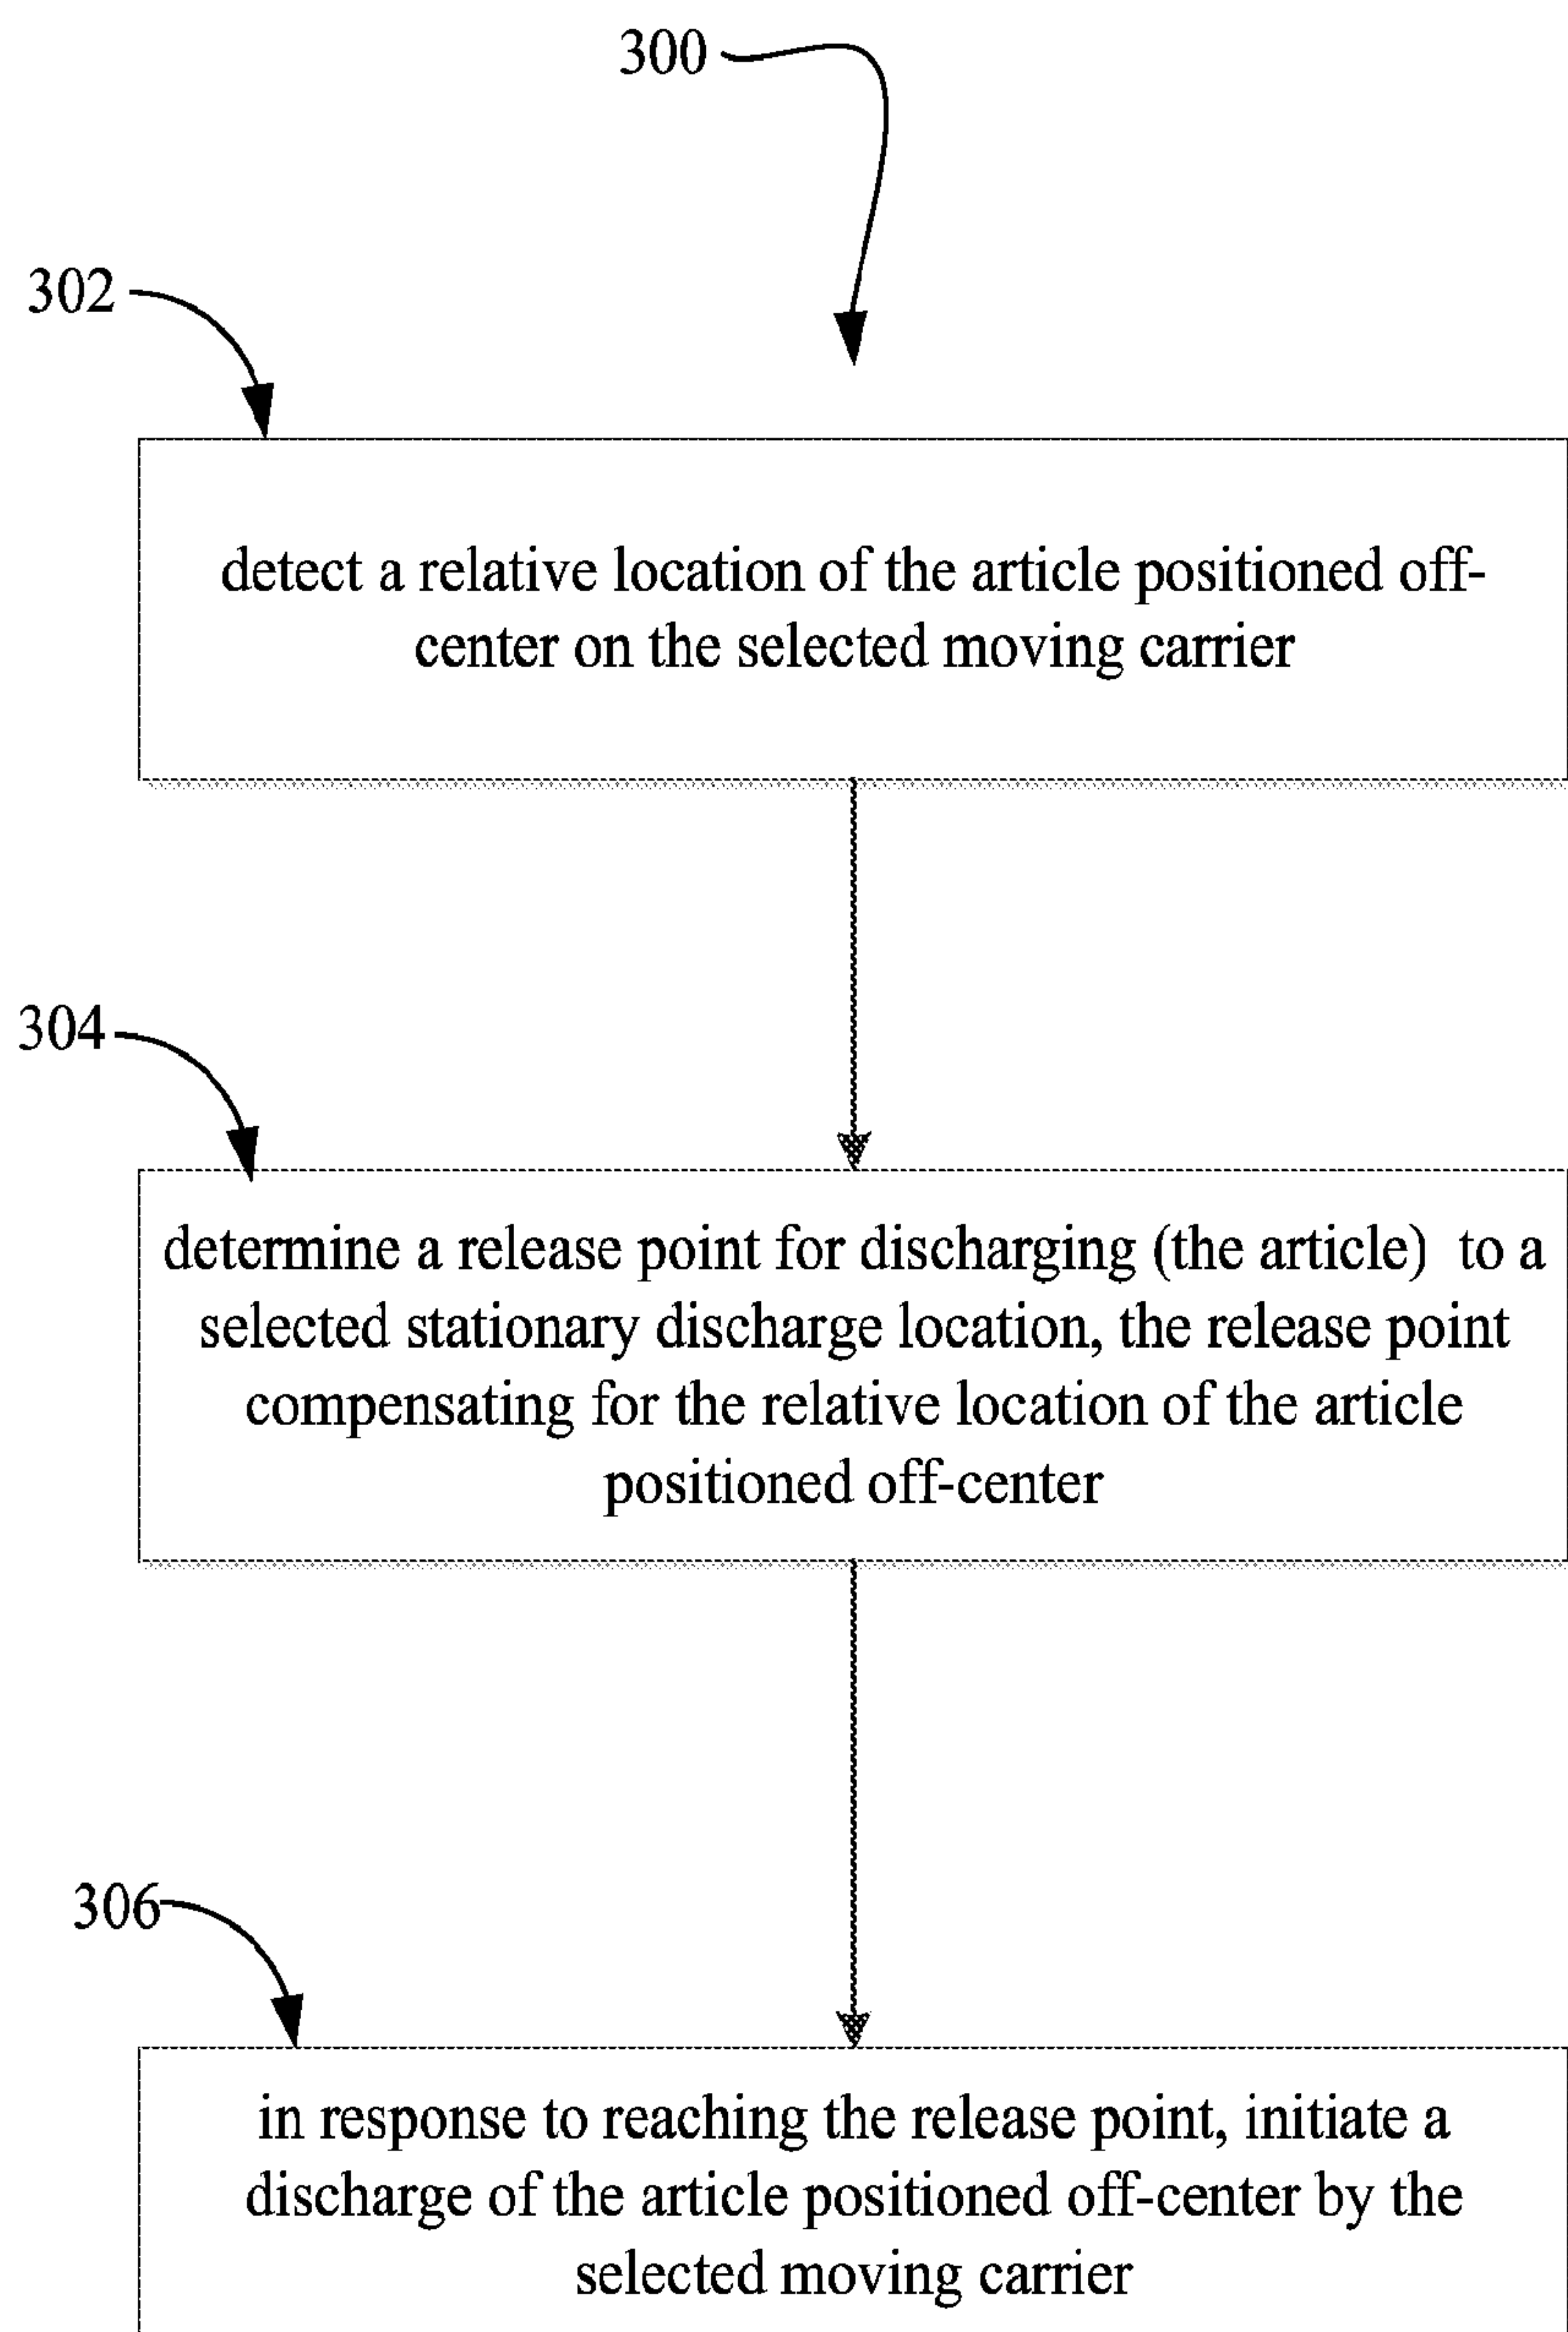 300
302
detect a relative location of the article positioned off-
center on the selected moving carrier
304
determine a release point for discharging (the article)  to a
selected stationary discharge location, the release point
compensating for the relative location of the article
positioned off-center
306
in response to reaching the release point, initiate a
discharge of the article positioned off-center by the
selected moving carrier